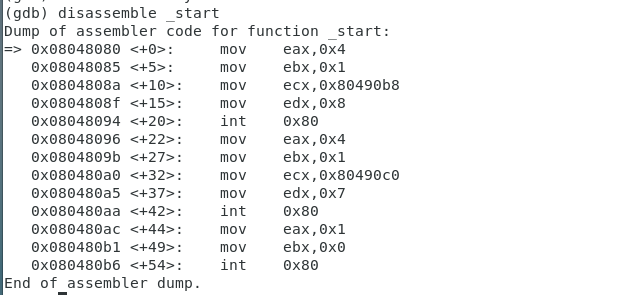 (gdb) disassemble _start
Dump of assembler code for function _start:
=> 0x08048080 <+0>:     mov    eax,0x4
   0x08048085 <+5>:     mov    ebx,0x1
   0x0804808a <+10>:    mov    ecx,0x80490b8
   0x0804808f <+15>:    mov    edx,0x8
   0x08048094 <+20>:    int    0x80
   0x08048096 <+22>:    mov    eax,0x4
   0x0804809b <+27>:    mov    ebx,0x1
   0x080480a0 <+32>:    mov    ecx,0x80490c0
   0x080480a5 <+37>:    mov    edx,0x7
   0x080480aa <+42>:    int    0x80
   0x080480ac <+44>:    mov    eax,0x1
   0x080480b1 <+49>:    mov    ebx,0x0
   0x080480b6 <+54>:    int    0x80
End of assembler dump.